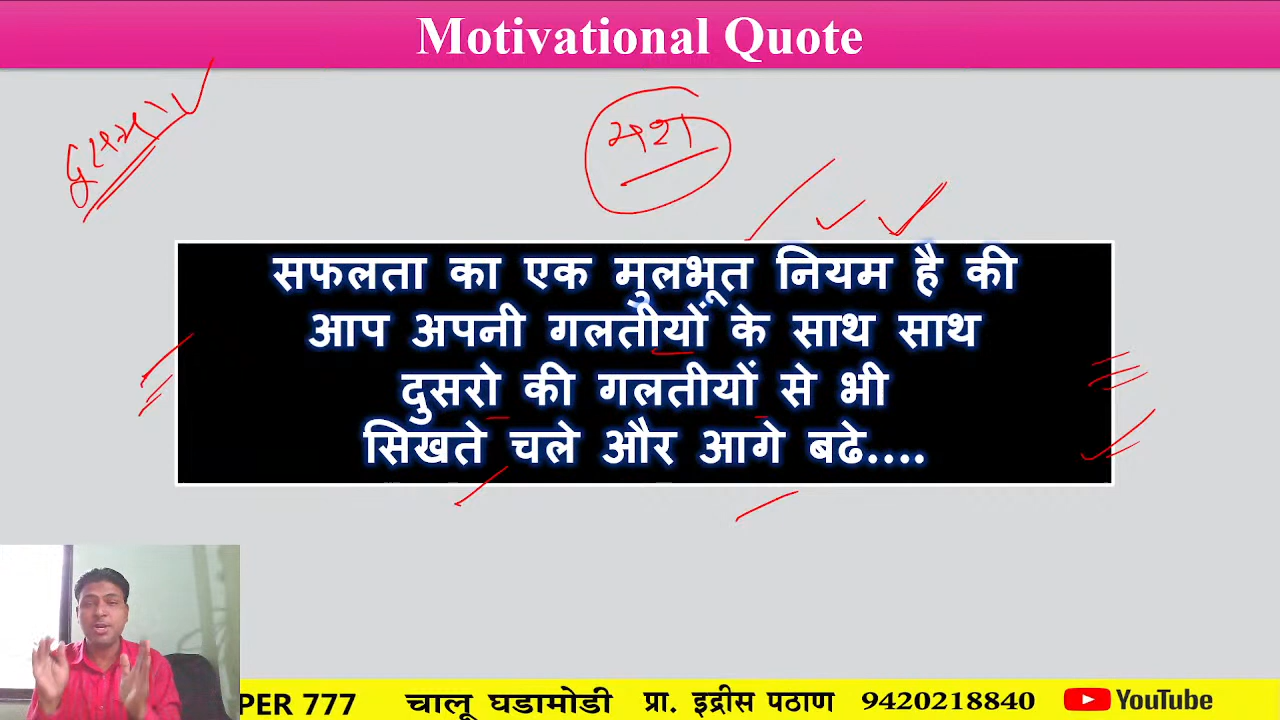 Motivational Quote
यश
सफलता का एक मुलभूत नियम है की
आप अपनी गलतीयों के साथ साथ
दुसरो की गलतीयों से भी
सिखते चले और आगे बढे....
PER 777 चालू घडामोडी प्रा. इद्रीस पठाण 9420218840 YouTube